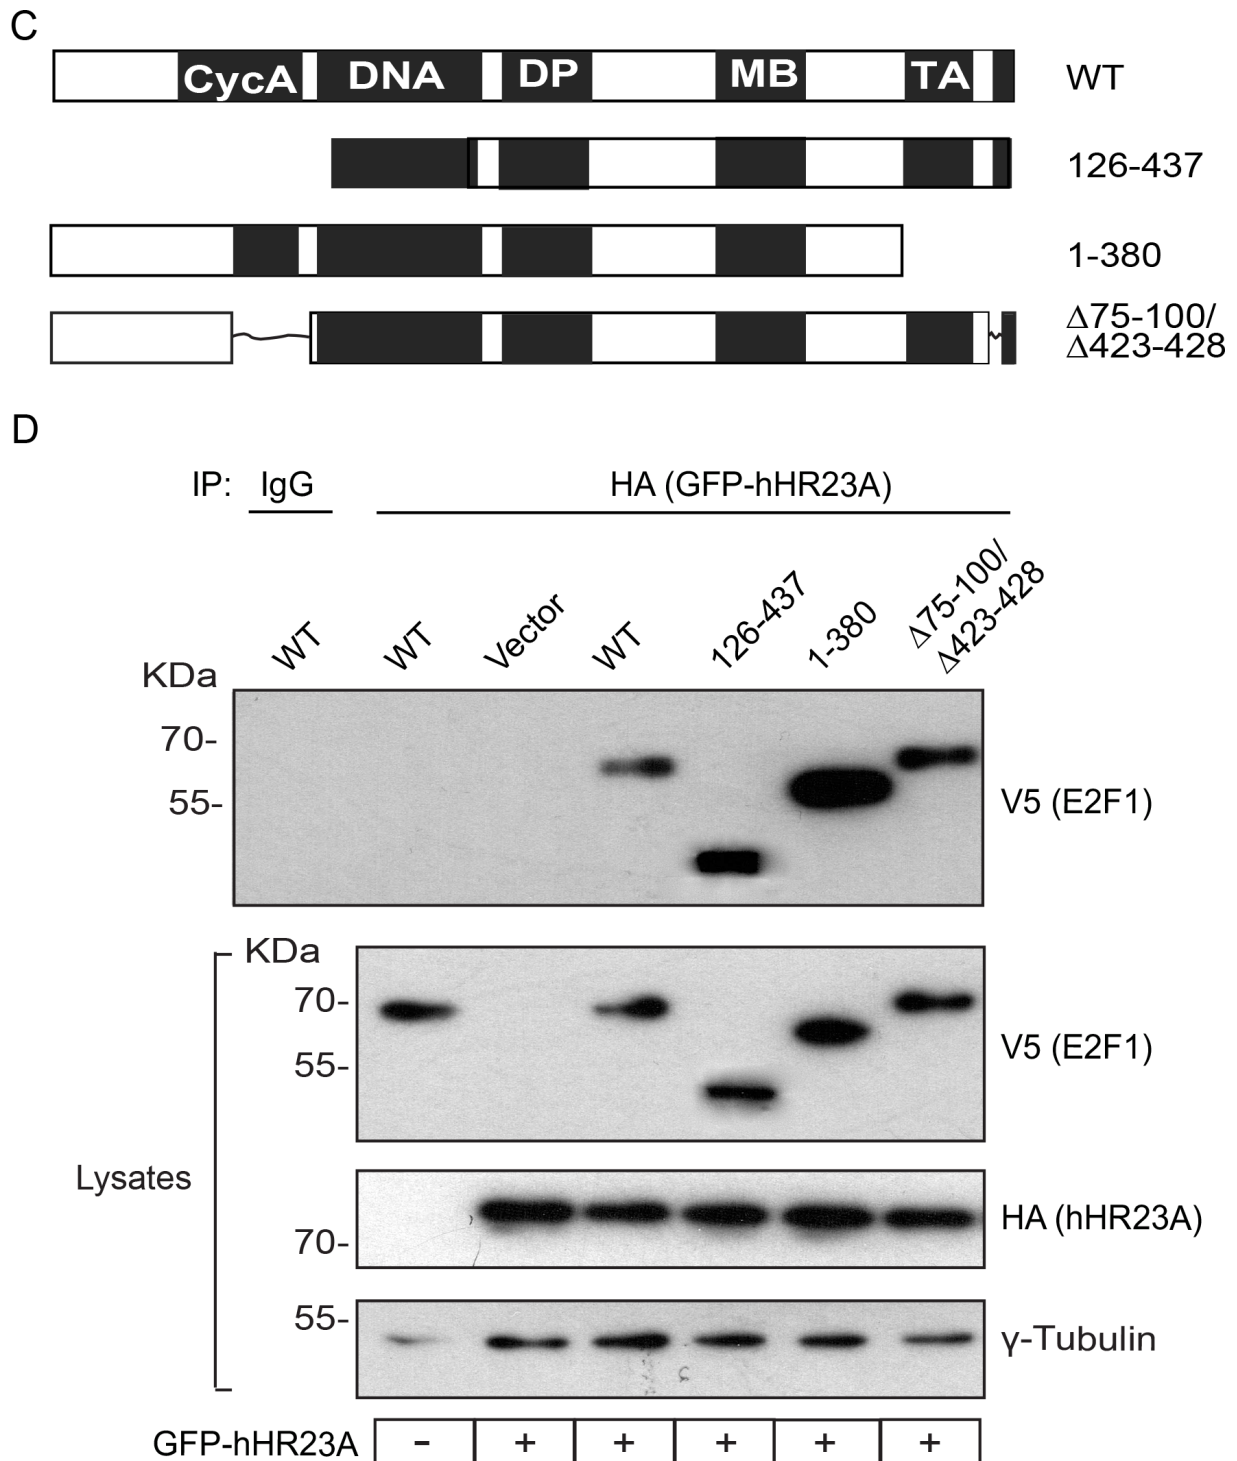 C
CycA DNA DP MB TA WT
126-437
1-380
Δ75-100/
Δ423-428
D
IP: IgG HA (GFP-hHR23A)
WT WT Vector WT 126-437 1-380 Δ75-100/
Δ423-428
KDa
70-
55-
V5 (E2F1)
KDa
70-
55-
V5 (E2F1)
Lysates
70-
HA (hHR23A)
55-
γ-Tubulin
GFP-hHR23A - + + + + +